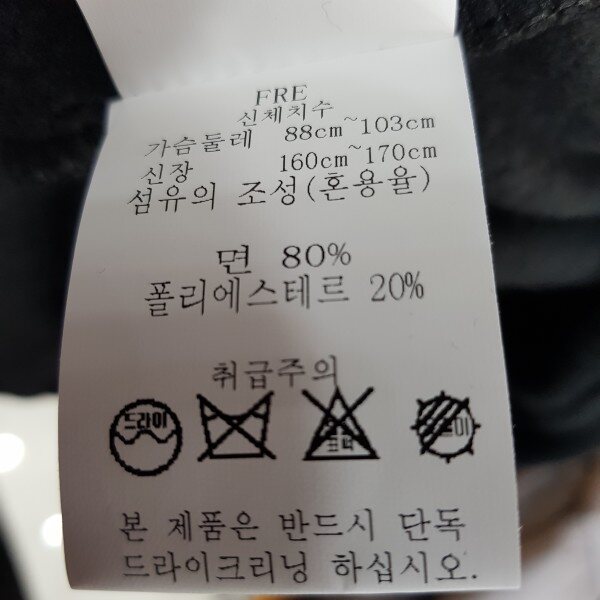 FRE
신체치수
가슴둘레 88cm~103cm
신장 160cm~170cm
섬유의 조성(혼용율)
면 80%
폴리에스테르 20%
취급주의
드라이
본 제품은 반드시 단독
드라이크리닝 하십시오.